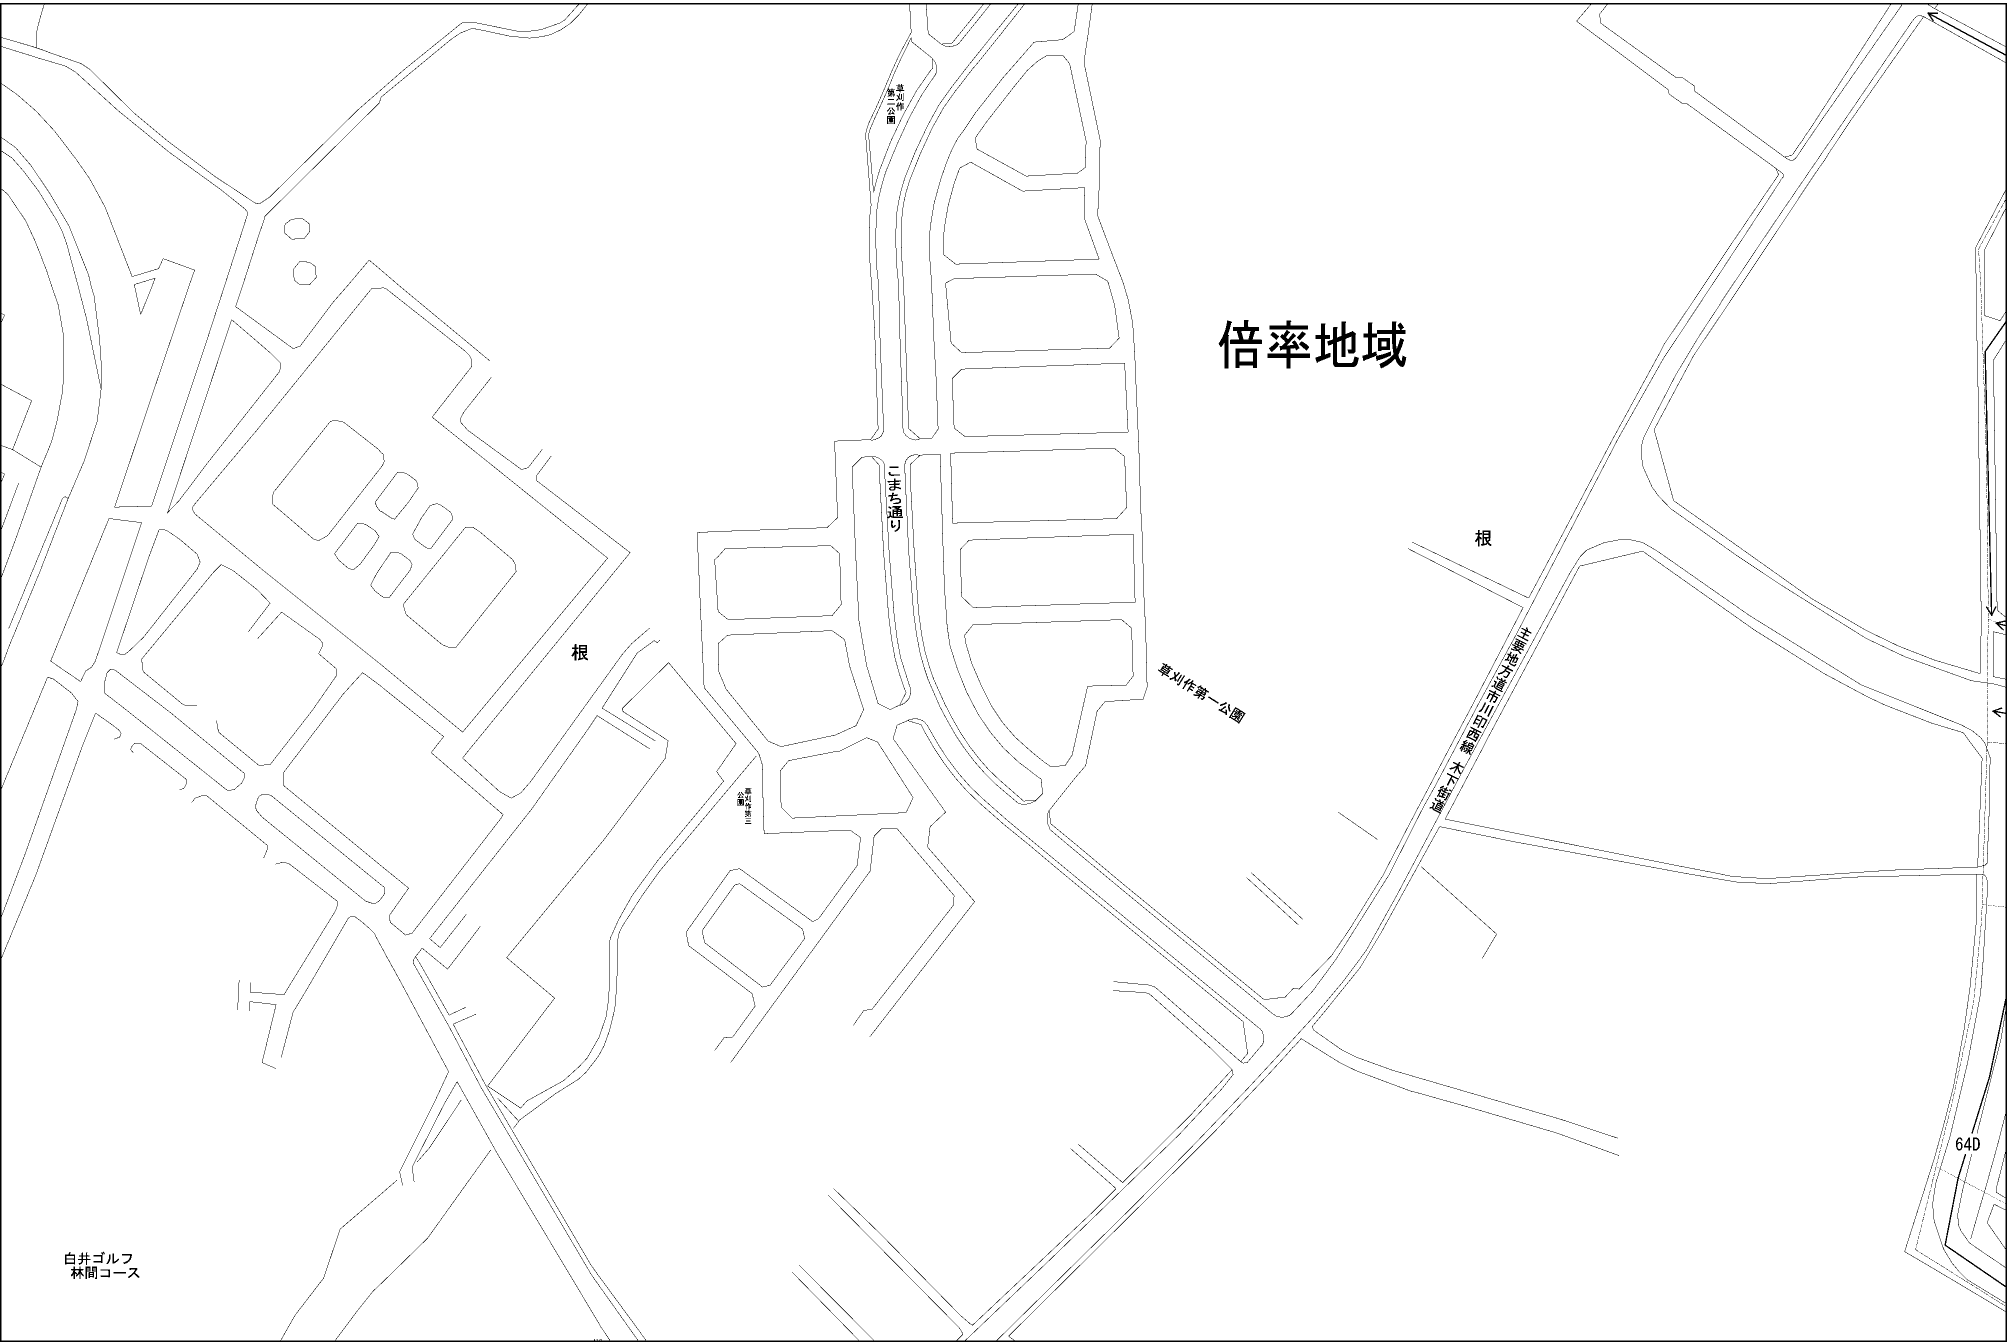 草刈作
第二公園
倍率地域
こまち通り
根
根
主要地方道市川印西線 木下街道
草刈作第一公園
草刈作第三
公園
64D
白井ゴルフ
林間コース